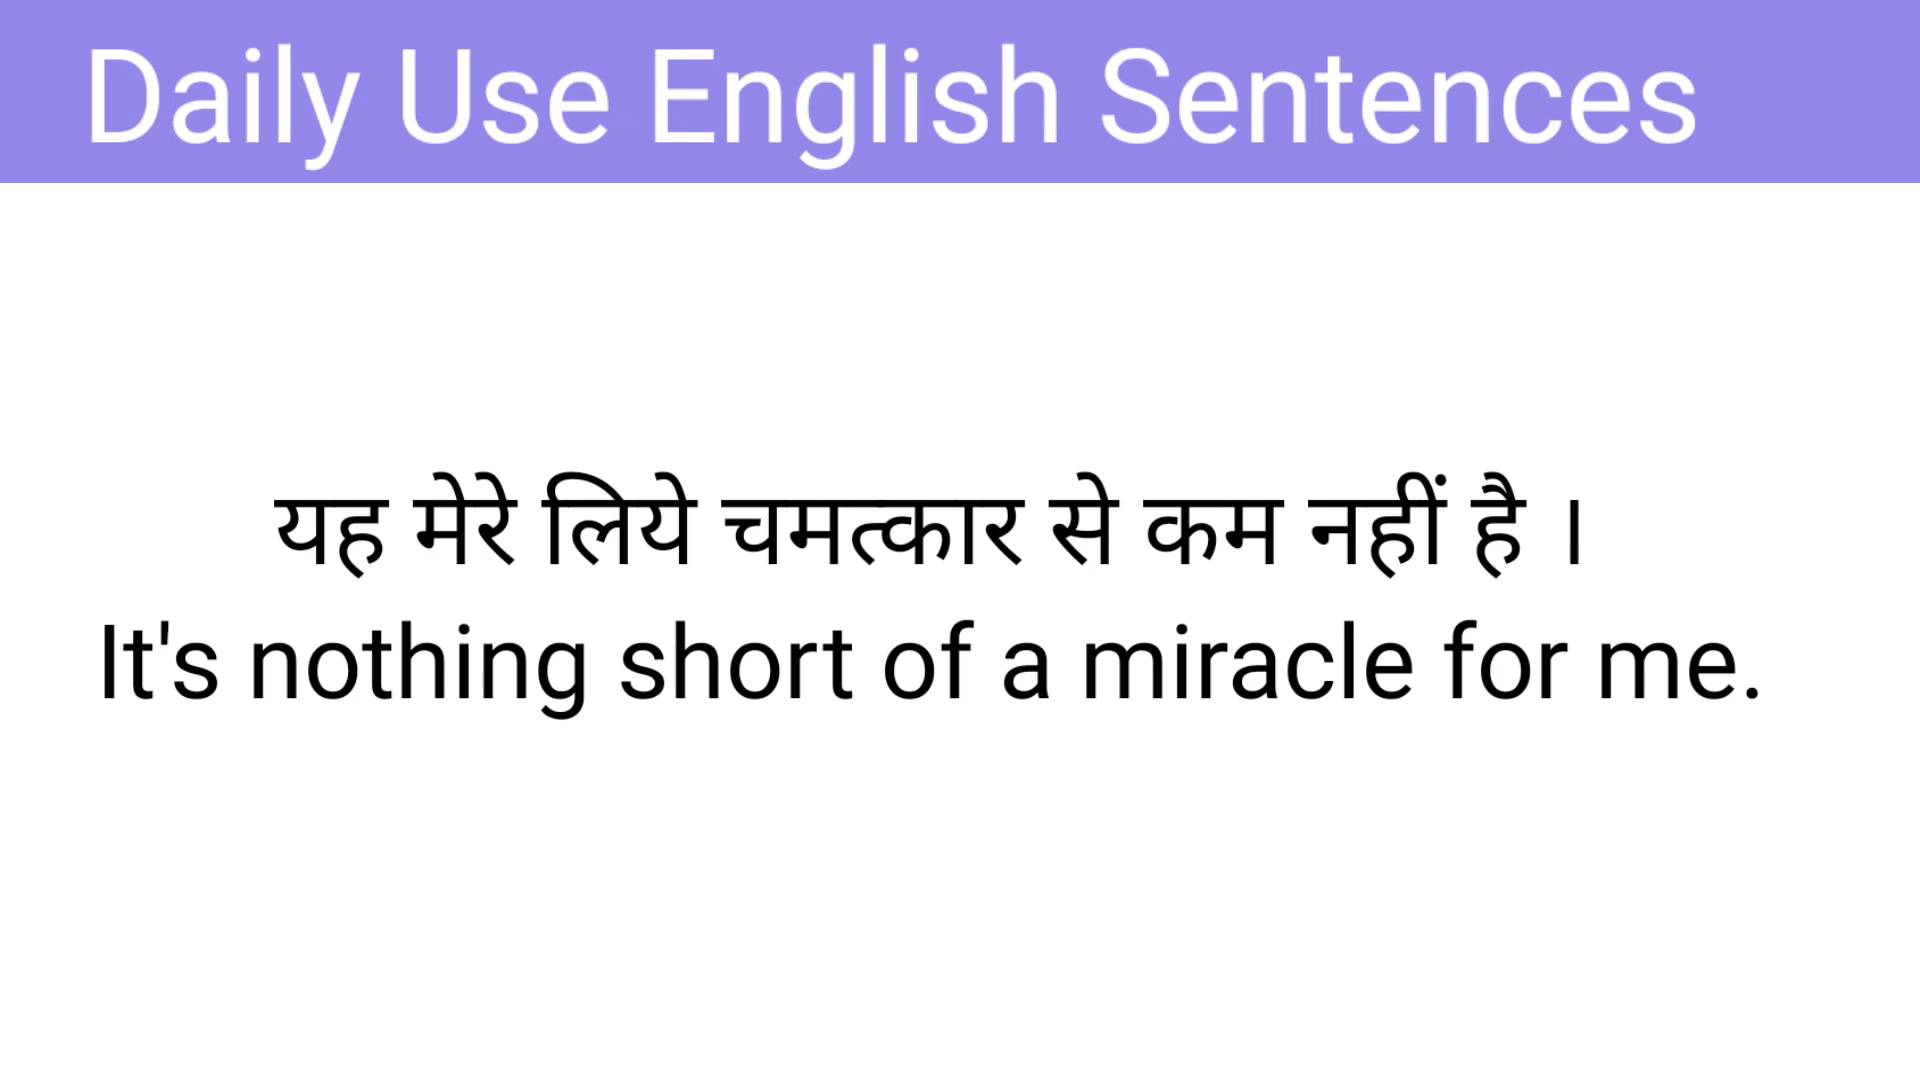 Daily Use English Sentences
यह मेरे लिये चमत्कार से कम नहीं है ।
It's nothing short of a miracle for me.